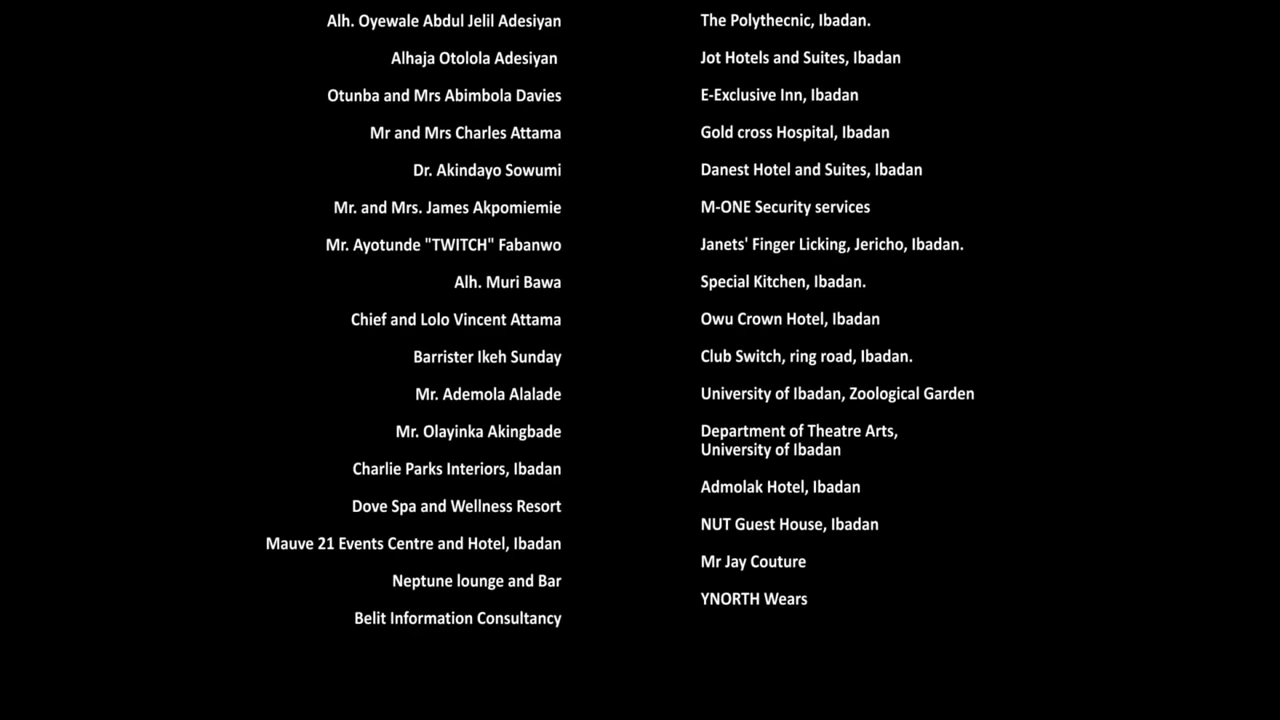 Alh. Oyewale Abdul Jelil Adesiyan
Alhaja Otolola Adesiyan
Otunba and Mrs Abimbola Davies
Mr and Mrs Charles Attama
Dr. Akindayo Sowumi
Mr. and Mrs. James Akpomiemie
Mr. Ayotunde "TWITCH" Fabanwo
Alh. Muri Bawa
Chief and Lolo Vincent Attama
Barrister Ikeh Sunday
Mr. Ademola Alalade
Mr. Olayinka Akingbade
Charlie Parks Interiors, Ibadan
Dove Spa and Wellness Resort
Mauve 21 Events Centre and Hotel, Ibadan
Neptune lounge and Bar
Belit Information Consultancy
The Polythecnic, Ibadan.
Jot Hotels and Suites, Ibadan
E-Exclusive Inn, Ibadan
Gold cross Hospital, Ibadan
Danest Hotel and Suites, Ibadan
M-ONE Security services
Janets' Finger Licking, Jericho, Ibadan.
Special Kitchen, Ibadan.
Owu Crown Hotel, Ibadan
Club Switch, ring road, Ibadan.
University of Ibadan, Zoological Garden
Department of Theatre Arts,
University of Ibadan
Admolak Hotel, Ibadan
NUT Guest House, Ibadan
Mr Jay Couture
YNORTH Wears